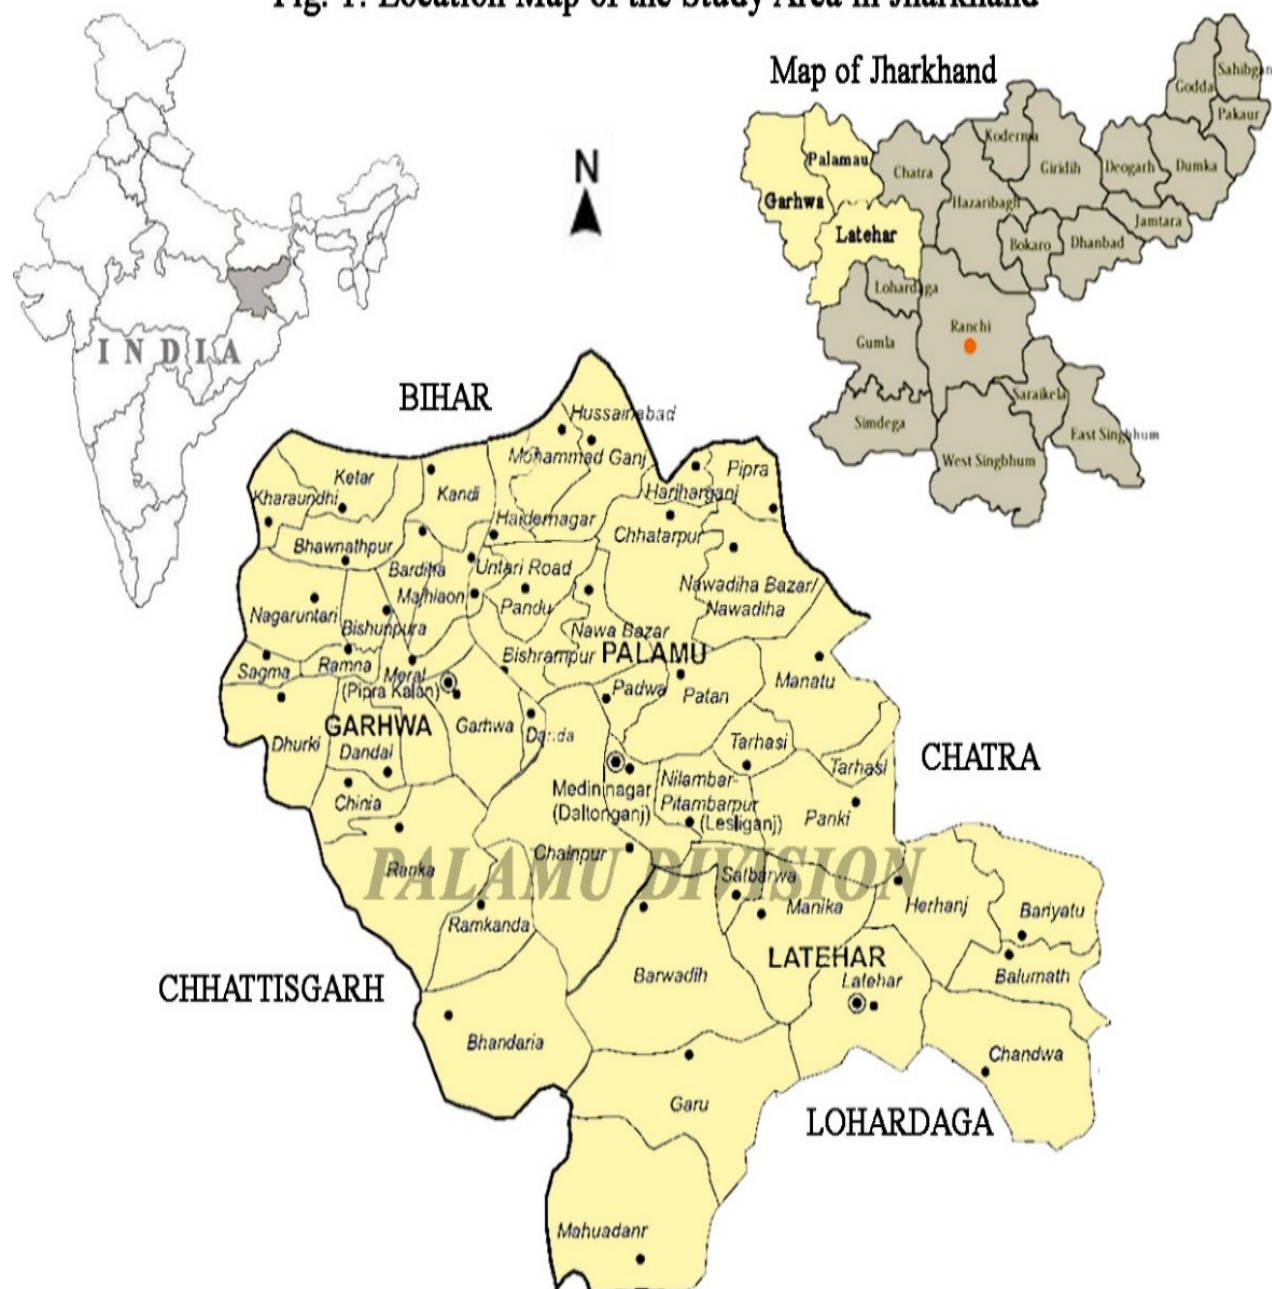 Fig. 1: Location Map of the Study Area in Jharkhand
Map of Jharkhand
N
INDIA
Sahibganj
Godda
Pakaur
Koderma
Palamau
Chatra
Giridih
Deogarh
Dumka
Garhwa
Hazaribagh
Jamtara
Latehar
Bokaro
Dhanbad
Lohardaga
Ranchi
Gumla
Saraikela
Simdega
East Singbhum
West Singbhum
BIHAR
Hussainabad
Mohammed Ganj
Pipra
Ketar
Kandi
Hariharganj
Kharaundhi
Haidernagar
Chhatarpur
Bhawnathpur
Bardiha
Untari Road
Majhiaon
Nawadiha Bazar/
Nawadiha
Nagaruntari
Pandu
Bishunpura
Nawa Bazar
Bishrampur
PALAMU
Sagma
Ramna
Meral
(Pipra Kalan)
Padwa
Patan
Manatu
GARHWA
Garhwa
Danda
Dhurki
Dandai
Tarhasi
Tarhasi
CHATRA
Medininagar
(Daltonganj)
Nilambar-
Pitambarpur
(Lesliganj)
Chinia
Panki
Chainpur
Ranka
PALAMU DIVISION
Satbarwa
Manika
Herhanj
Bariyatu
Ramkanda
LATEHAR
Barwadih
Latehar
Balumath
CHHATTISGARH
Bhandaria
Chandwa
Garu
LOHARDAGA
Mahuadanr